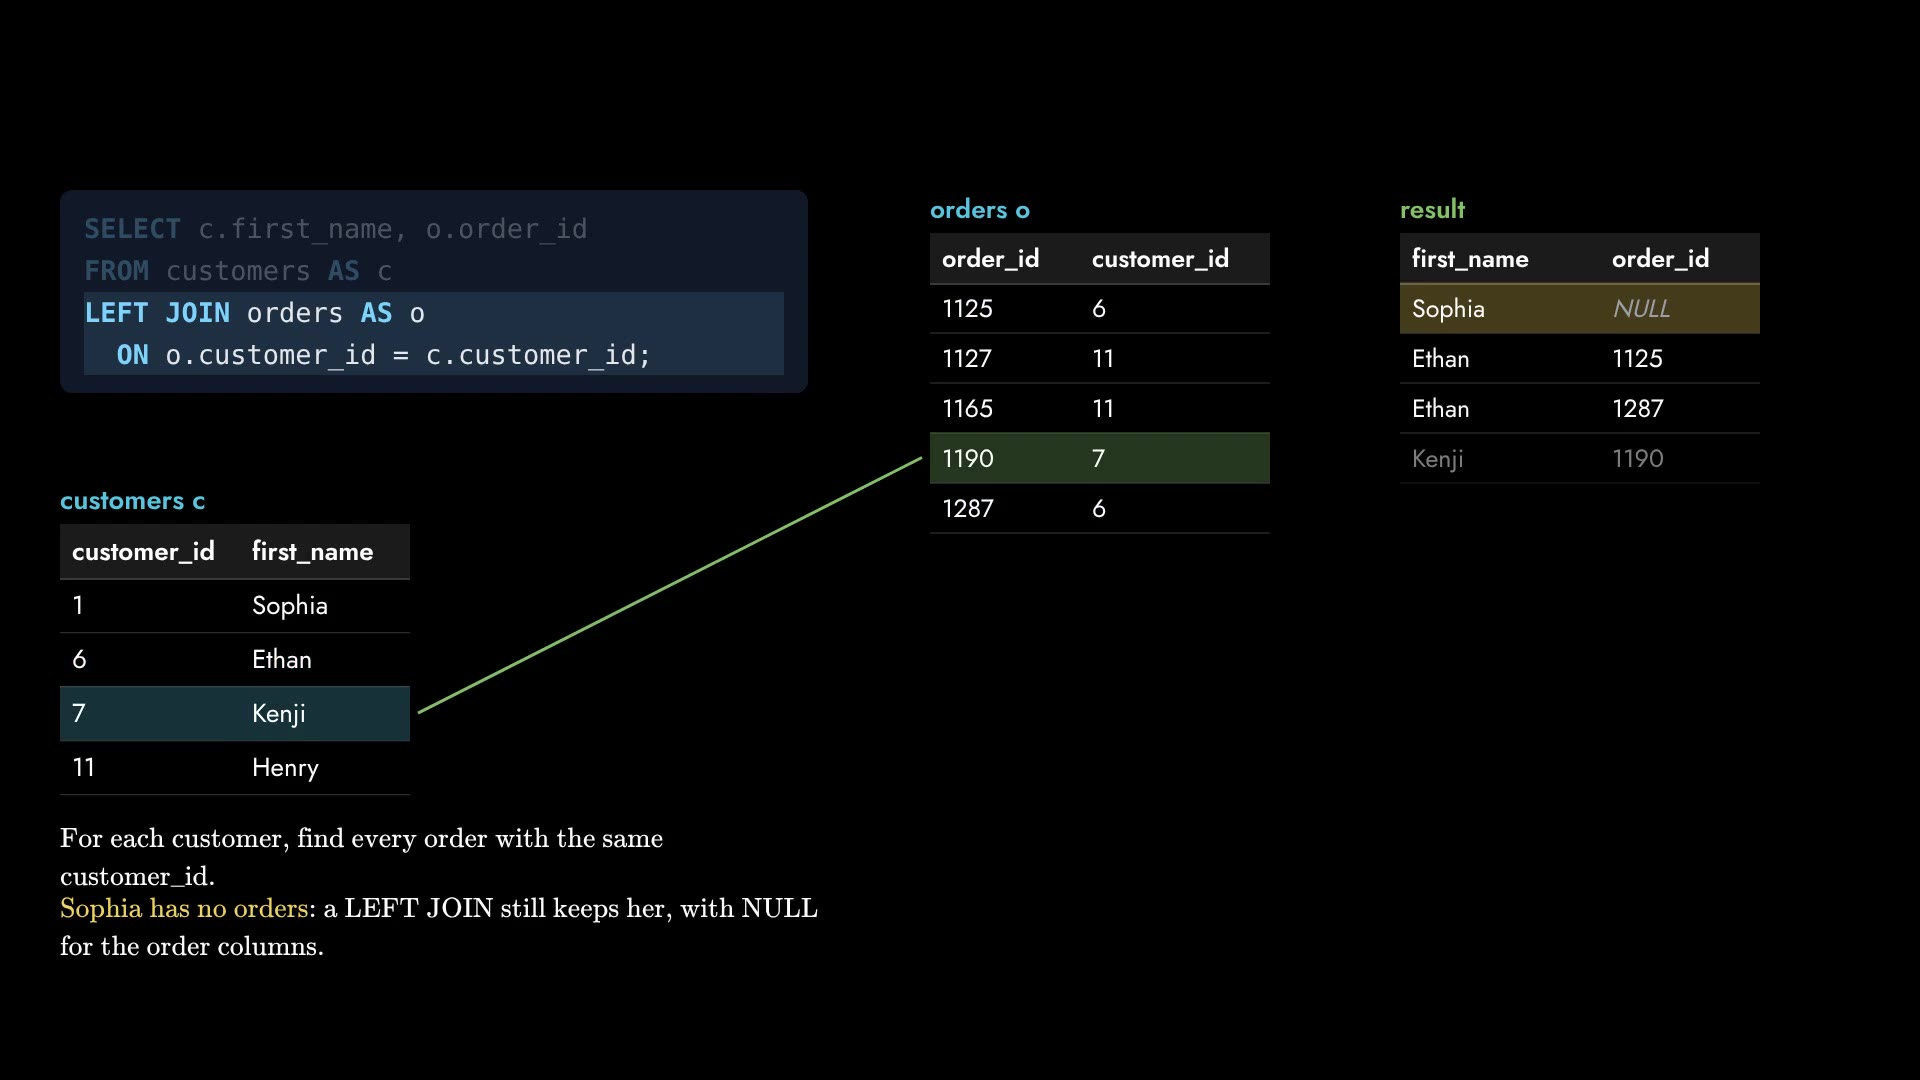 SELECT c.first_name, o.order_id
FROM customers AS c
LEFT JOIN orders AS o
  ON o.customer_id = c.customer_id;
customers c
customer_id first_name
1 Sophia
6 Ethan
7 Kenji
11 Henry
For each customer, find every order with the same
customer_id.
Sophia has no orders: a LEFT JOIN still keeps her, with NULL
for the order columns.
orders o
order_id customer_id
1125 6
1127 11
1165 11
1190 7
1287 6
result
first_name order_id
Sophia NULL
Ethan 1125
Ethan 1287
Kenji 1190